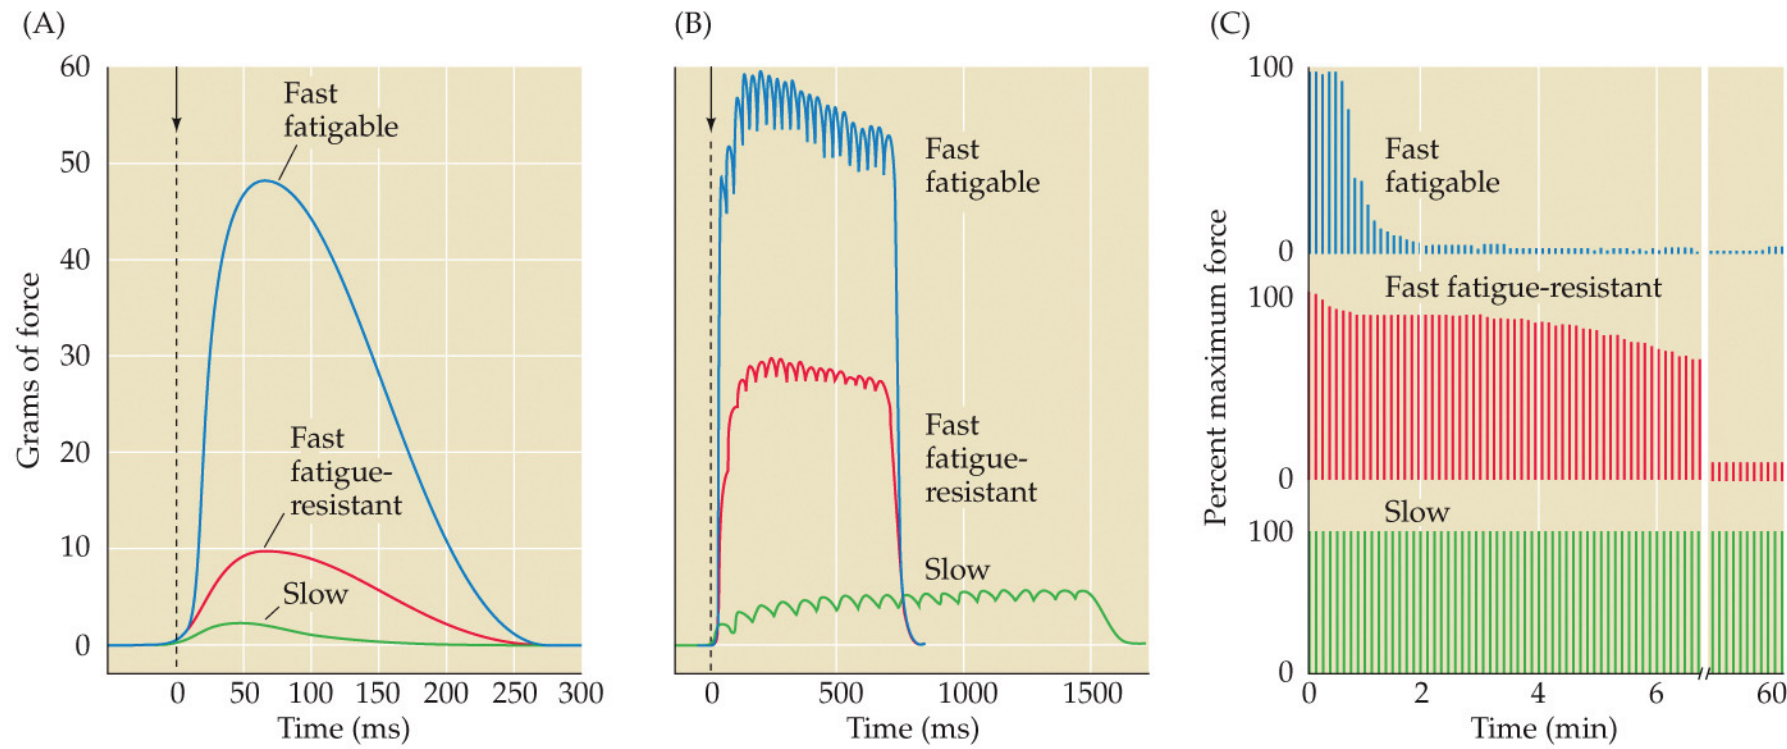 (A)
Grams of force
60
50
40
30
20
10
0
Fast
fatigable
Fast
fatigue-
resistant
Slow
0 50 100 150 200 250 300
Time (ms)
(B)
Fast
fatigable
Fast
fatigue-
resistant
Slow
0 500 1000 1500
Time (ms)
(C)
Percent maximum force
100
Fast
fatigable
0
100
Fast fatigue-resistant
0
100
Slow
0
0 2 4 6 // 60
Time (min)